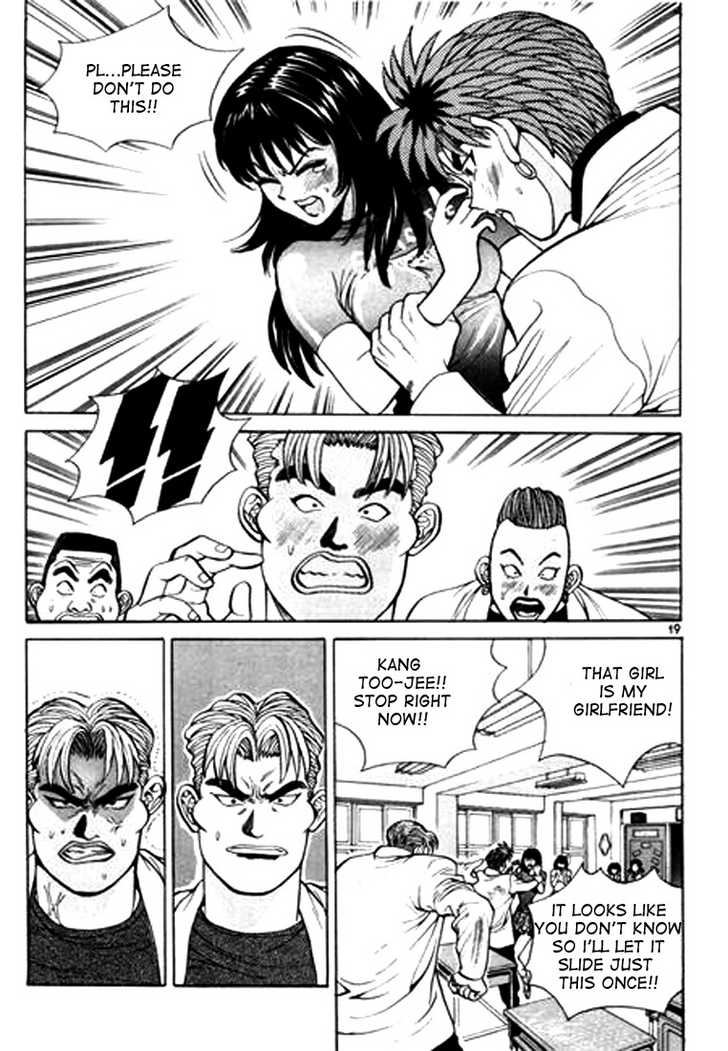 PL...PLEASE
DON'T DO
THIS!!
!!
19
KANG
TOO-JEE!!
STOP RIGHT
NOW!!
THAT GIRL
IS MY
GIRLFRIEND!
IT LOOKS LIKE
YOU DON'T KNOW
SO I'LL LET IT
SLIDE JUST
THIS ONCE!!